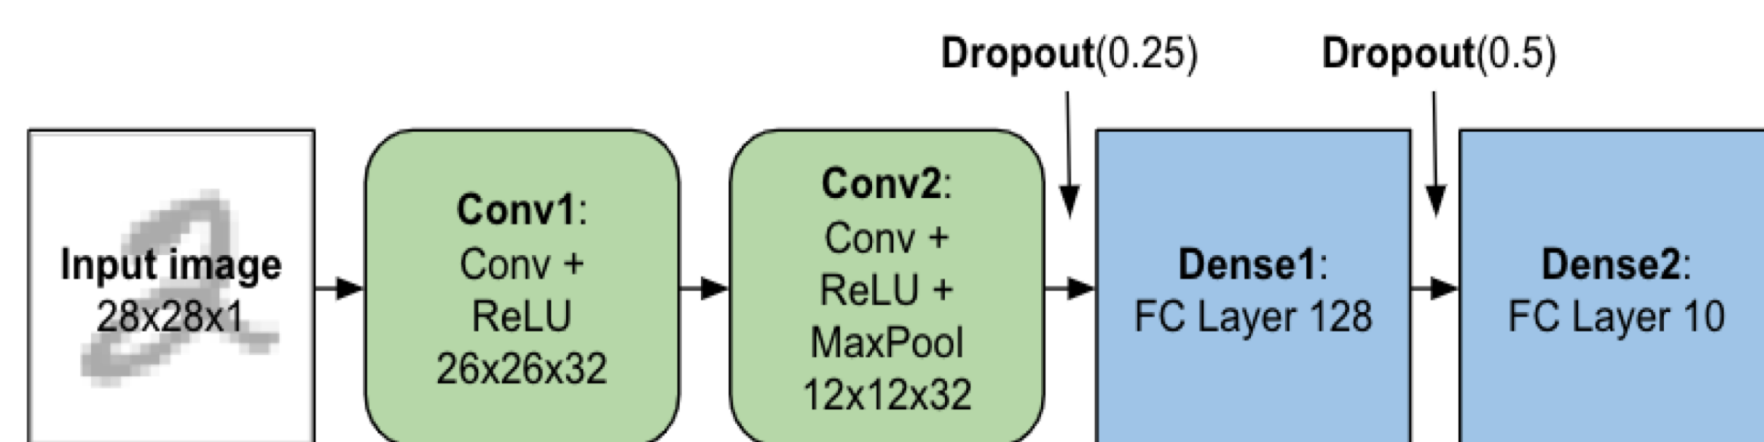 Dropout(0.25)
Dropout(0.5)
Input image
28x28x1
Conv1:
Conv +
ReLU
26x26x32
Conv2:
Conv +
ReLU +
MaxPool
12x12x32
Dense1:
FC Layer 128
Dense2:
FC Layer 10